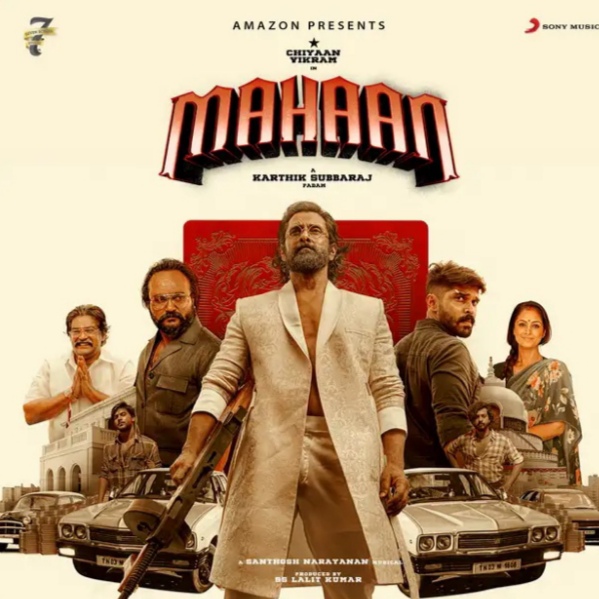 AMAZON PRESENTS
7
SONY MUSIC
CHIYAAN
VIKRAM
IN
MAHAAN
A
KARTHIK SUBBARAJ
PADAM
A SANTHOSH NARAYANAN MUSICAL
PRODUCED BY
SS LALIT KUMAR